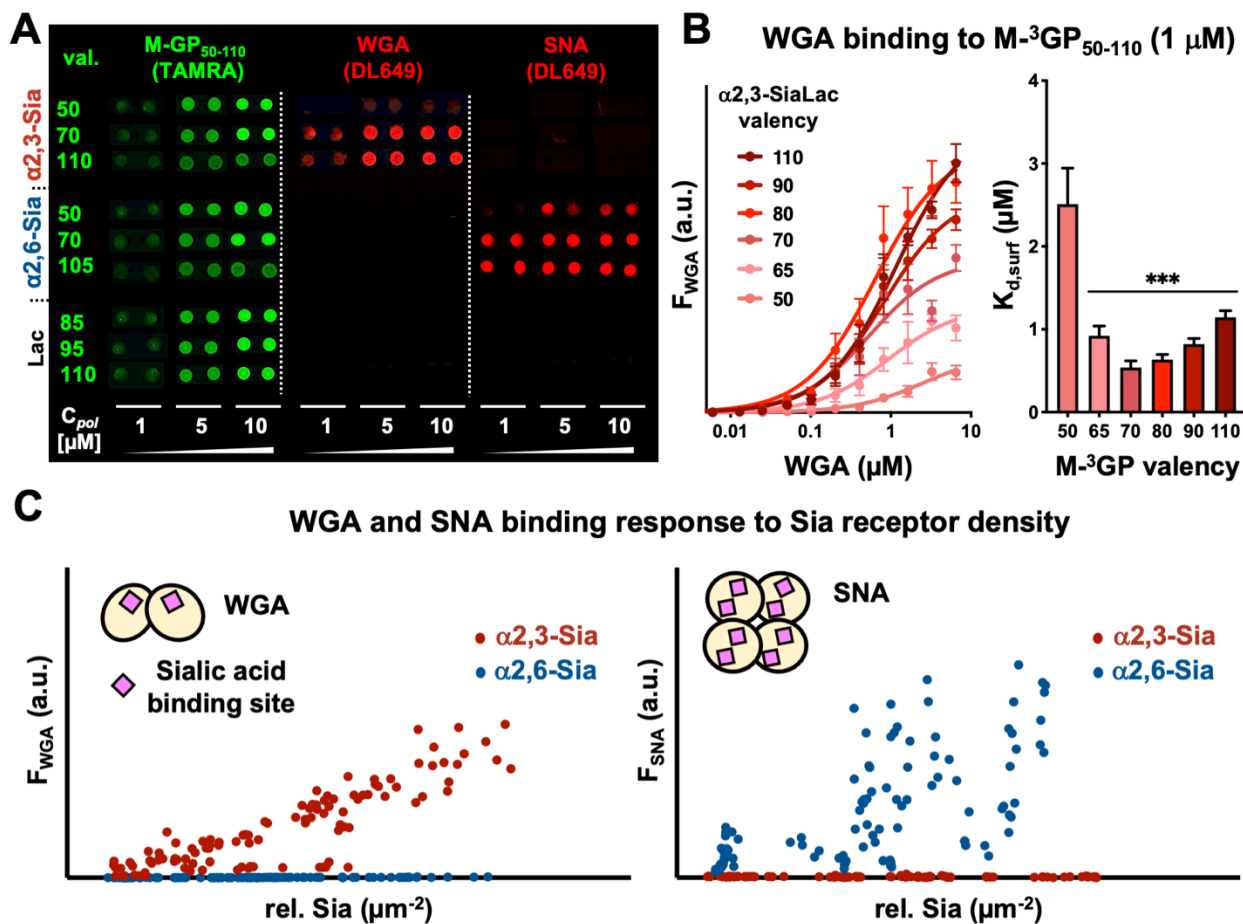 A
val.
M-GP50-110
(TAMRA)
WGA
(DL649)
SNA
(DL649)
α2,3-Sia
50
70
110
α2,6-Sia
50
70
105
Lac
85
95
110
Cpol
[µM]
1 5 10 1 5 10 1 5 10
B
WGA binding to M-³GP50-110 (1 µM)
α2,3-SiaLac
valency
110
90
80
70
65
50
FWGA (a.u.)
0.01 0.1 1 10
WGA (µM)
Kd,surf (µM)
4
3
2
1
0
***
50 65 70 80 90 110
M-³GP valency
C
WGA and SNA binding response to Sia receptor density
WGA
Sialic acid
binding site
α2,3-Sia
α2,6-Sia
FWGA (a.u.)
rel. Sia (µm⁻²)
SNA
α2,3-Sia
α2,6-Sia
FSNA (a.u.)
rel. Sia (µm⁻²)